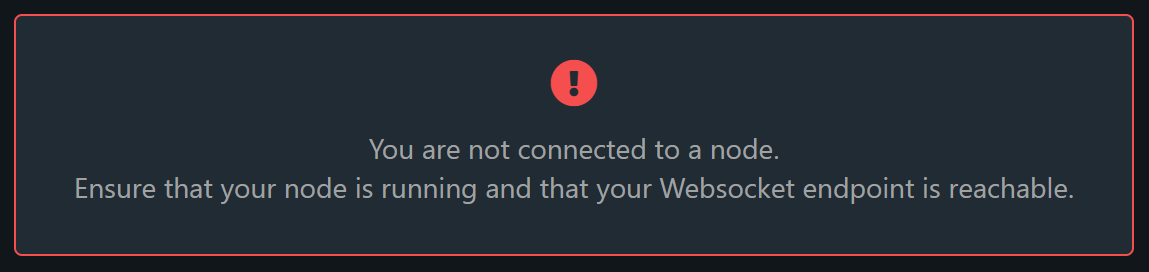 You are not connected to a node.
Ensure that your node is running and that your Websocket endpoint is reachable.